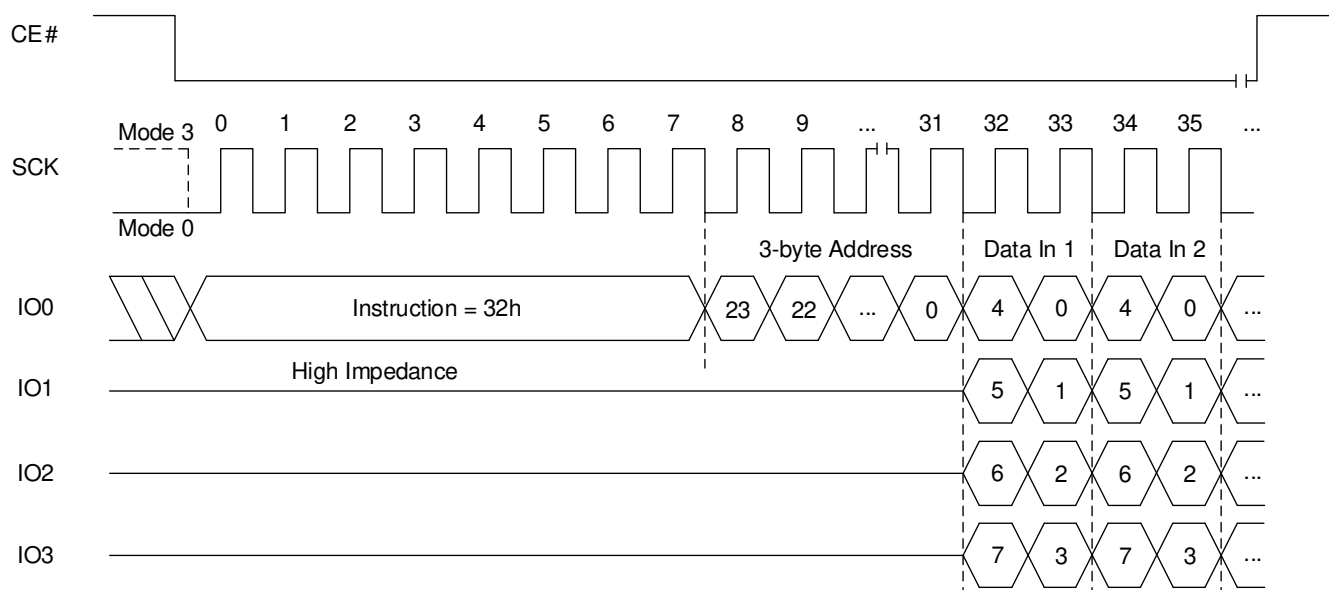 CE#
0 1 2 3 4 5 6 7 8 9 ... 31 32 33 34 35 ...
Mode 3
SCK
Mode 0
3-byte Address Data In 1 Data In 2
IO0 Instruction = 32h 23 22 ... 0 4 0 4 0 ...
High Impedance
IO1 5 1 5 1 ...
IO2 6 2 6 2 ...
IO3 7 3 7 3 ...